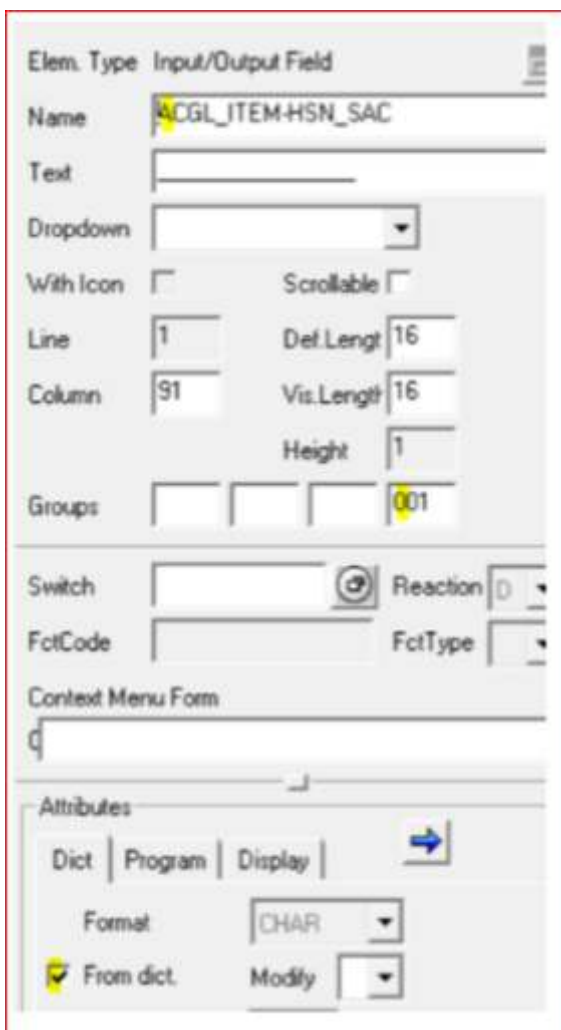 Elem. Type Input/Output Field
Name ACGL_ITEM-HSN_SAC
Text ____________________
Dropdown
With Icon Scrollable
Line 1 Def.Lengt 16
Column 91 Vis.Length 16
Height 1
Groups 001
Switch Reaction D
FctCode FctType
Context Menu Form
Attributes
Dict Program Display
Format CHAR
From dict. Modify